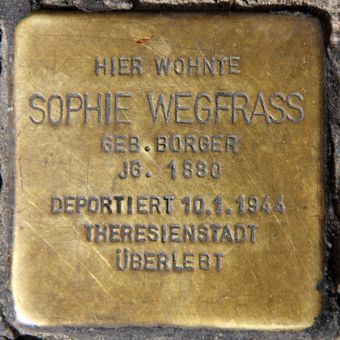 HIER WOHNTE
SOPHIE WEGFRASS
GEB. BORGER
JG. 1880
DEPORTIERT 10.1.1944
THERESIENSTADT
ÜBERLEBT